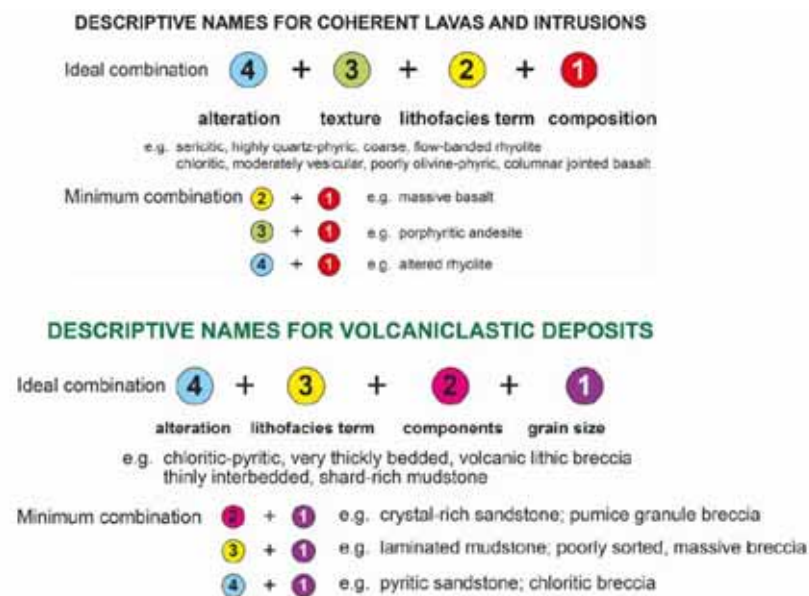 DESCRIPTIVE NAMES FOR COHERENT LAVAS AND INTRUSIONS
Ideal combination 4 + 3 + 2 + 1
alteration texture lithofacies term composition
e.g. sericitic, highly quartz-phyric, coarse, flow-banded rhyolite
chloritic, moderately vesicular, poorly olivine-phyric, columnar jointed basalt
Minimum combination 2 + 1 e.g. massive basalt
3 + 1 e.g. porphyritic andesite
4 + 1 e.g. altered rhyolite
DESCRIPTIVE NAMES FOR VOLCANICLASTIC DEPOSITS
Ideal combination 4 + 3 + 2 + 1
alteration lithofacies term components grain size
e.g. chloritic-pyritic, very thickly bedded, volcanic lithic breccia
thinly interbedded, shard-rich mudstone
Minimum combination 2 + 1 e.g. crystal-rich sandstone; pumice granule breccia
3 + 1 e.g. laminated mudstone; poorly sorted, massive breccia
4 + 1 e.g. pyritic sandstone; chloritic breccia